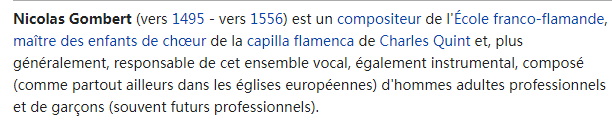 Nicolas Gombert (vers 1495 - vers 1556) est un compositeur de l'École franco-flamande,
maître des enfants de chœur de la capilla flamenca de Charles Quint et, plus
généralement, responsable de cet ensemble vocal, également instrumental, composé
(comme partout ailleurs dans les églises européennes) d'hommes adultes professionnels
et de garçons (souvent futurs professionnels).